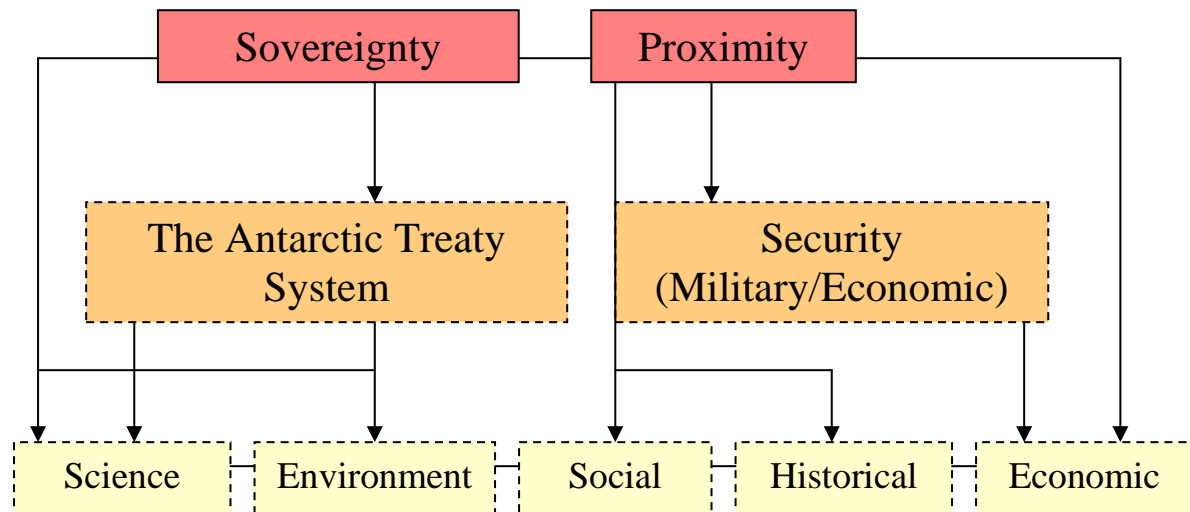 Sovereignty
Proximity
The Antarctic Treaty
System
Security
(Military/Economic)
Science
Environment
Social
Historical
Economic